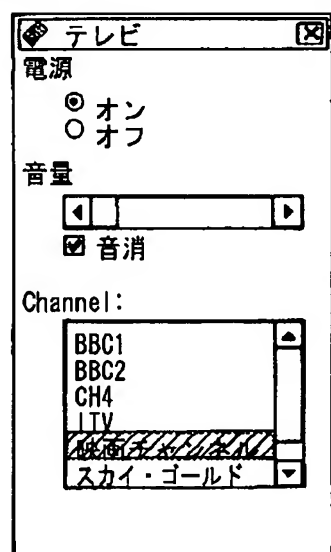 テレビ
電源
オン
オフ
音量
音消
Channel:
BBC1
BBC2
CH4
ITV
映画チャンネル
スカイ・ゴールド